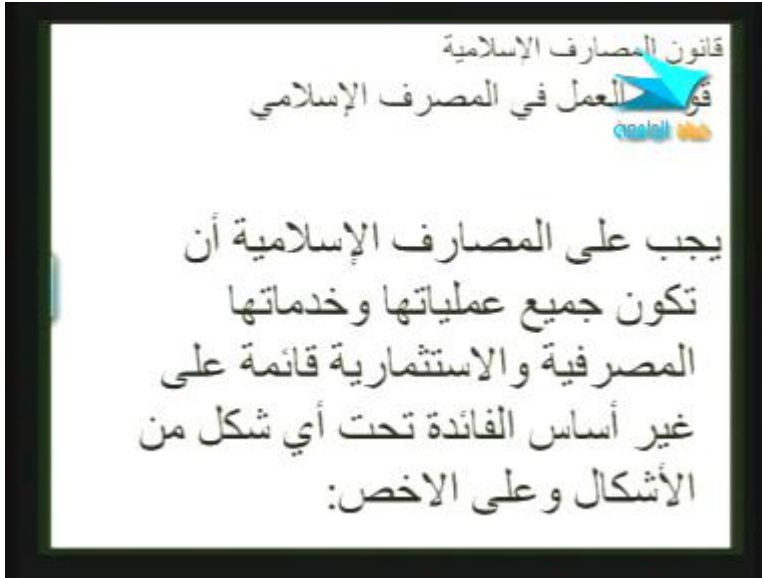 قانون المصارف الإسلامية
العمل في المصرف الإسلامي
يجب على المصارف الإسلامية أن
تكون جميع عملياتها وخدماتها
المصرفية والاستثمارية قائمة على
غير أساس الفائدة تحت أي شكل من
الأشكال وعلى الاخص: